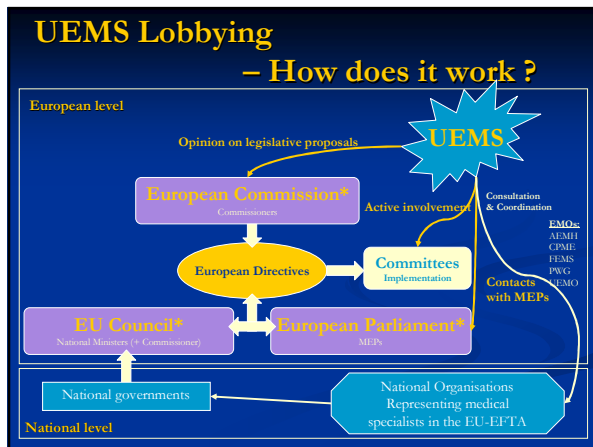 UEMS Lobbying
– How does it work ?
European level
UEMS
Opinion on legislative proposals
European Commission*
Commissioners
Active involvement
Consultation
& Coordination
EMOs:
AEMH
CPME
FEMS
PWG
UEMO
European Directives
Committees
Implementation
Contacts
with MEPs
EU Council*
National Ministers (+ Commissioner)
European Parliament*
MEPs
National governments
National Organisations
Representing medical
specialists in the EU-EFTA
National level